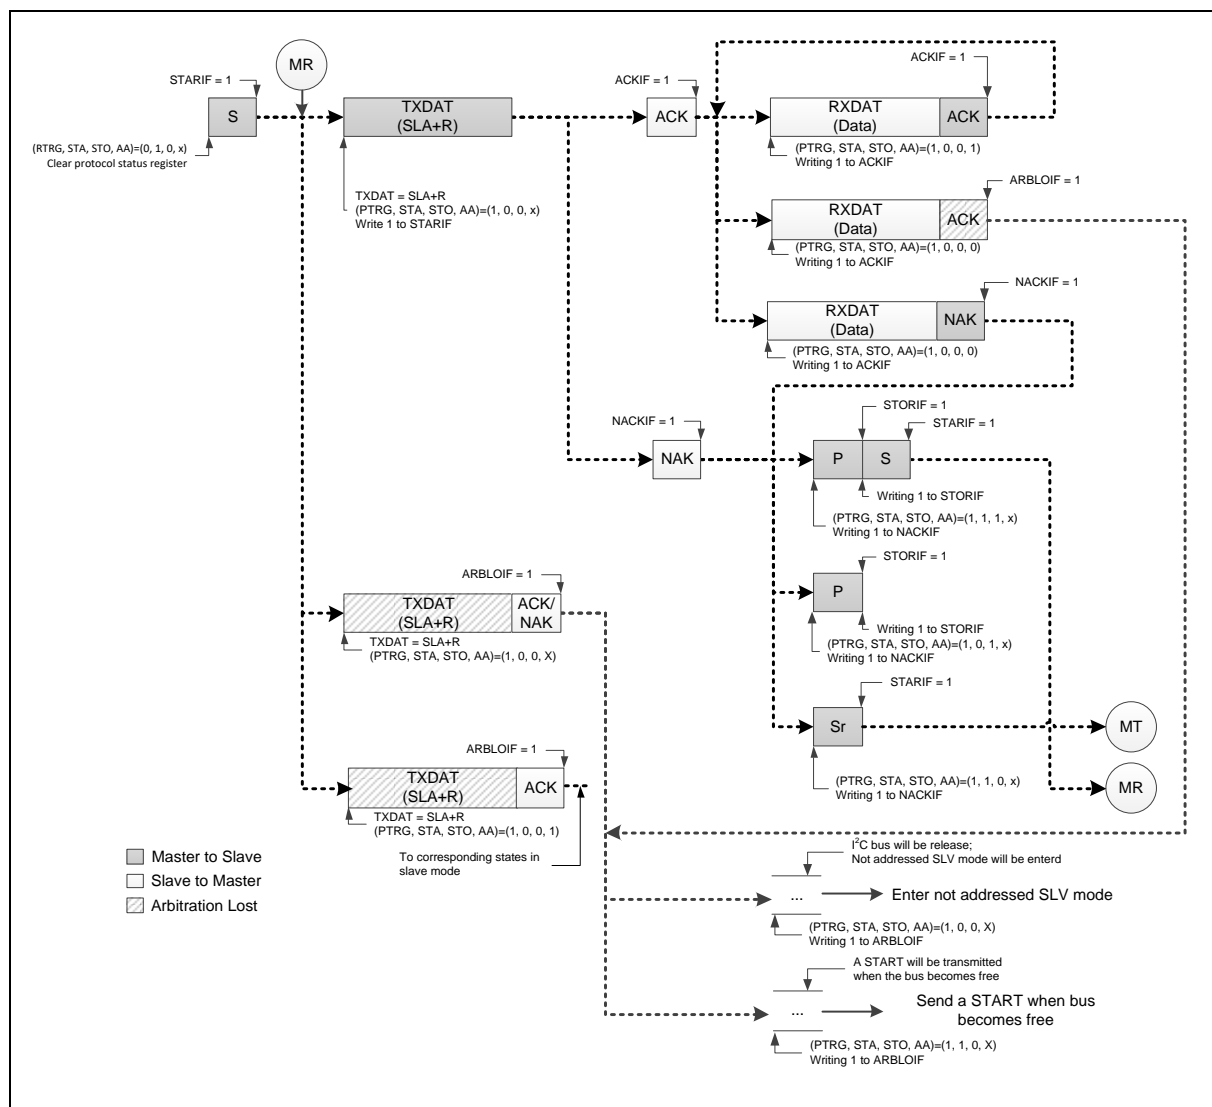 MR
STARIF = 1
S
(RTRG, STA, STO, AA)=(0, 1, 0, x)
Clear protocol status register
TXDAT
(SLA+R)
TXDAT = SLA+R
(PTRG, STA, STO, AA)=(1, 0, 0, x)
Write 1 to STARIF
ACKIF = 1
ACK
ACKIF = 1
RXDAT
(Data)
ACK
(PTRG, STA, STO, AA)=(1, 0, 0, 1)
Writing 1 to ACKIF
ARBLOIF = 1
RXDAT
(Data)
ACK
(PTRG, STA, STO, AA)=(1, 0, 0, 0)
Writing 1 to ACKIF
NACKIF = 1
RXDAT
(Data)
NAK
(PTRG, STA, STO, AA)=(1, 0, 0, 0)
Writing 1 to ACKIF
NACKIF = 1
NAK
STORIF = 1
STARIF = 1
P
S
Writing 1 to STORIF
(PTRG, STA, STO, AA)=(1, 1, 1, x)
Writing 1 to NACKIF
STORIF = 1
P
Writing 1 to STORIF
(PTRG, STA, STO, AA)=(1, 0, 1, x)
Writing 1 to NACKIF
STARIF = 1
Sr
(PTRG, STA, STO, AA)=(1, 1, 0, x)
Writing 1 to NACKIF
MT
MR
ARBLOIF = 1
TXDAT
(SLA+R)
ACK/
NAK
TXDAT = SLA+R
(PTRG, STA, STO, AA)=(1, 0, 0, X)
ARBLOIF = 1
TXDAT
(SLA+R)
ACK
TXDAT = SLA+R
(PTRG, STA, STO, AA)=(1, 0, 0, 1)
To corresponding states in
slave mode
Master to Slave
Slave to Master
Arbitration Lost
I²C bus will be release;
Not addressed SLV mode will be enterd
...
Enter not addressed SLV mode
(PTRG, STA, STO, AA)=(1, 0, 0, X)
Writing 1 to ARBLOIF
A START will be transmitted
when the bus becomes free
...
Send a START when bus
becomes free
(PTRG, STA, STO, AA)=(1, 1, 0, X)
Writing 1 to ARBLOIF